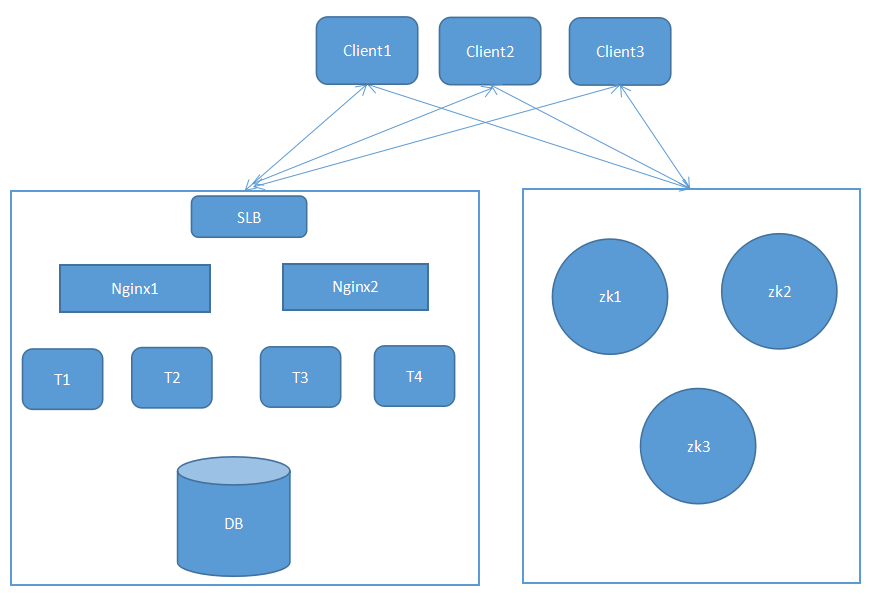 Client1
Client2
Client3
SLB
Nginx1
Nginx2
T1
T2
T3
T4
DB
zk1
zk2
zk3